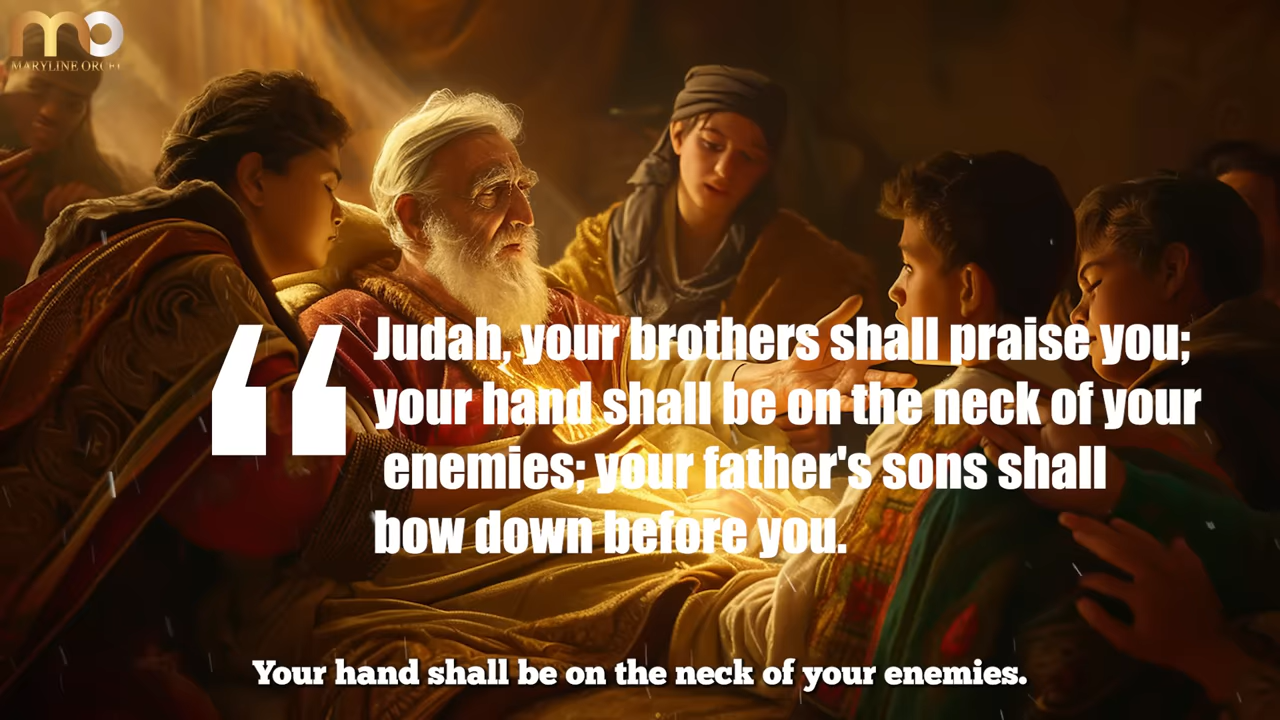 MARYLINE ORCEL
Judah, your brothers shall praise you;
your hand shall be on the neck of your
enemies; your father's sons shall
bow down before you.
Your hand shall be on the neck of your enemies.